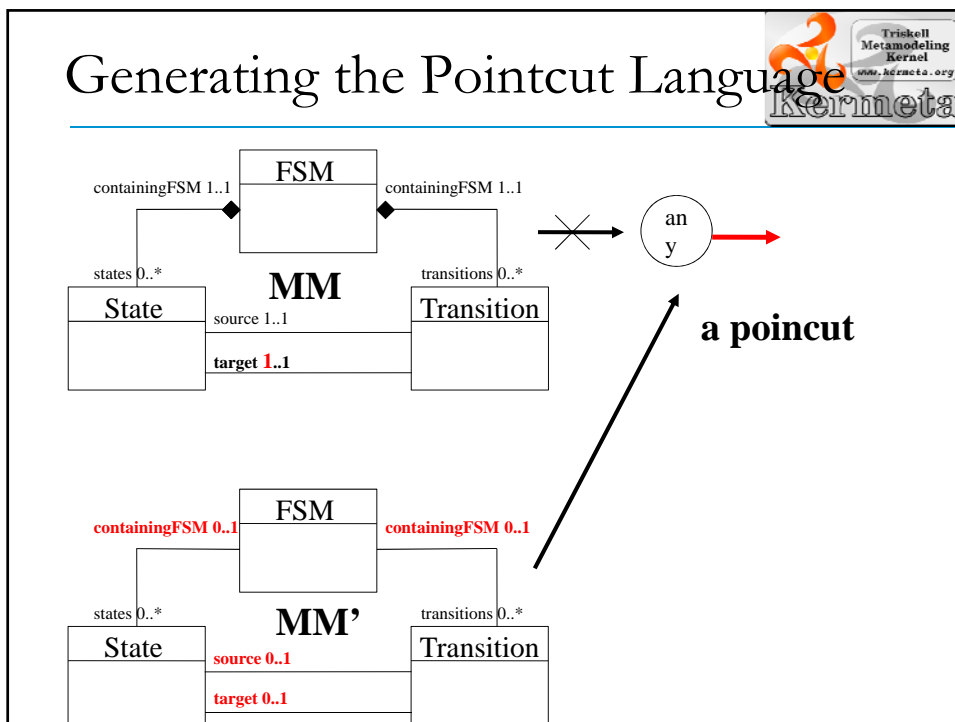 Generating the Pointcut Language
Triskell
Metamodeling
Kernel
www.kermeta.org
Kermeta
FSM
containingFSM 1..1
containingFSM 1..1
states 0..*
MM
transitions 0..*
State
Transition
source 1..1
target 1..1
an
y
a poincut
FSM
containingFSM 0..1
containingFSM 0..1
states 0..*
MM’
transitions 0..*
State
Transition
source 0..1
target 0..1